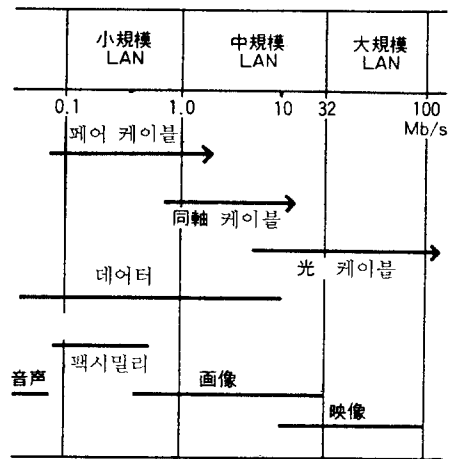 小規模 中規模 大規模
LAN LAN LAN
0.1 1.0 10 32 100
Mb/s
페어 케이블
同軸 케이블
光 케이블
데어터
팩시밀리
音声 画像
映像